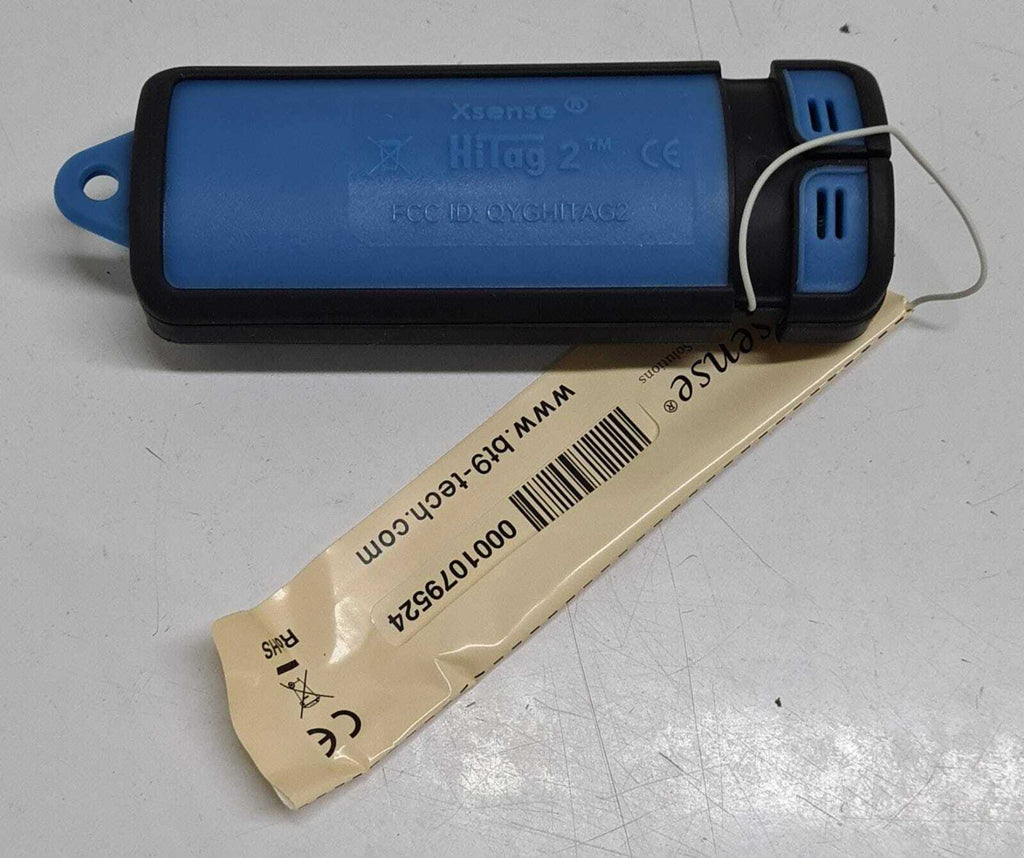 Xsense ®
HiTag 2™ CE
FCC ID: QYGHITAG2
sense®
Solutions
www.bt9-tech.com
0001079524
RoHS
CE